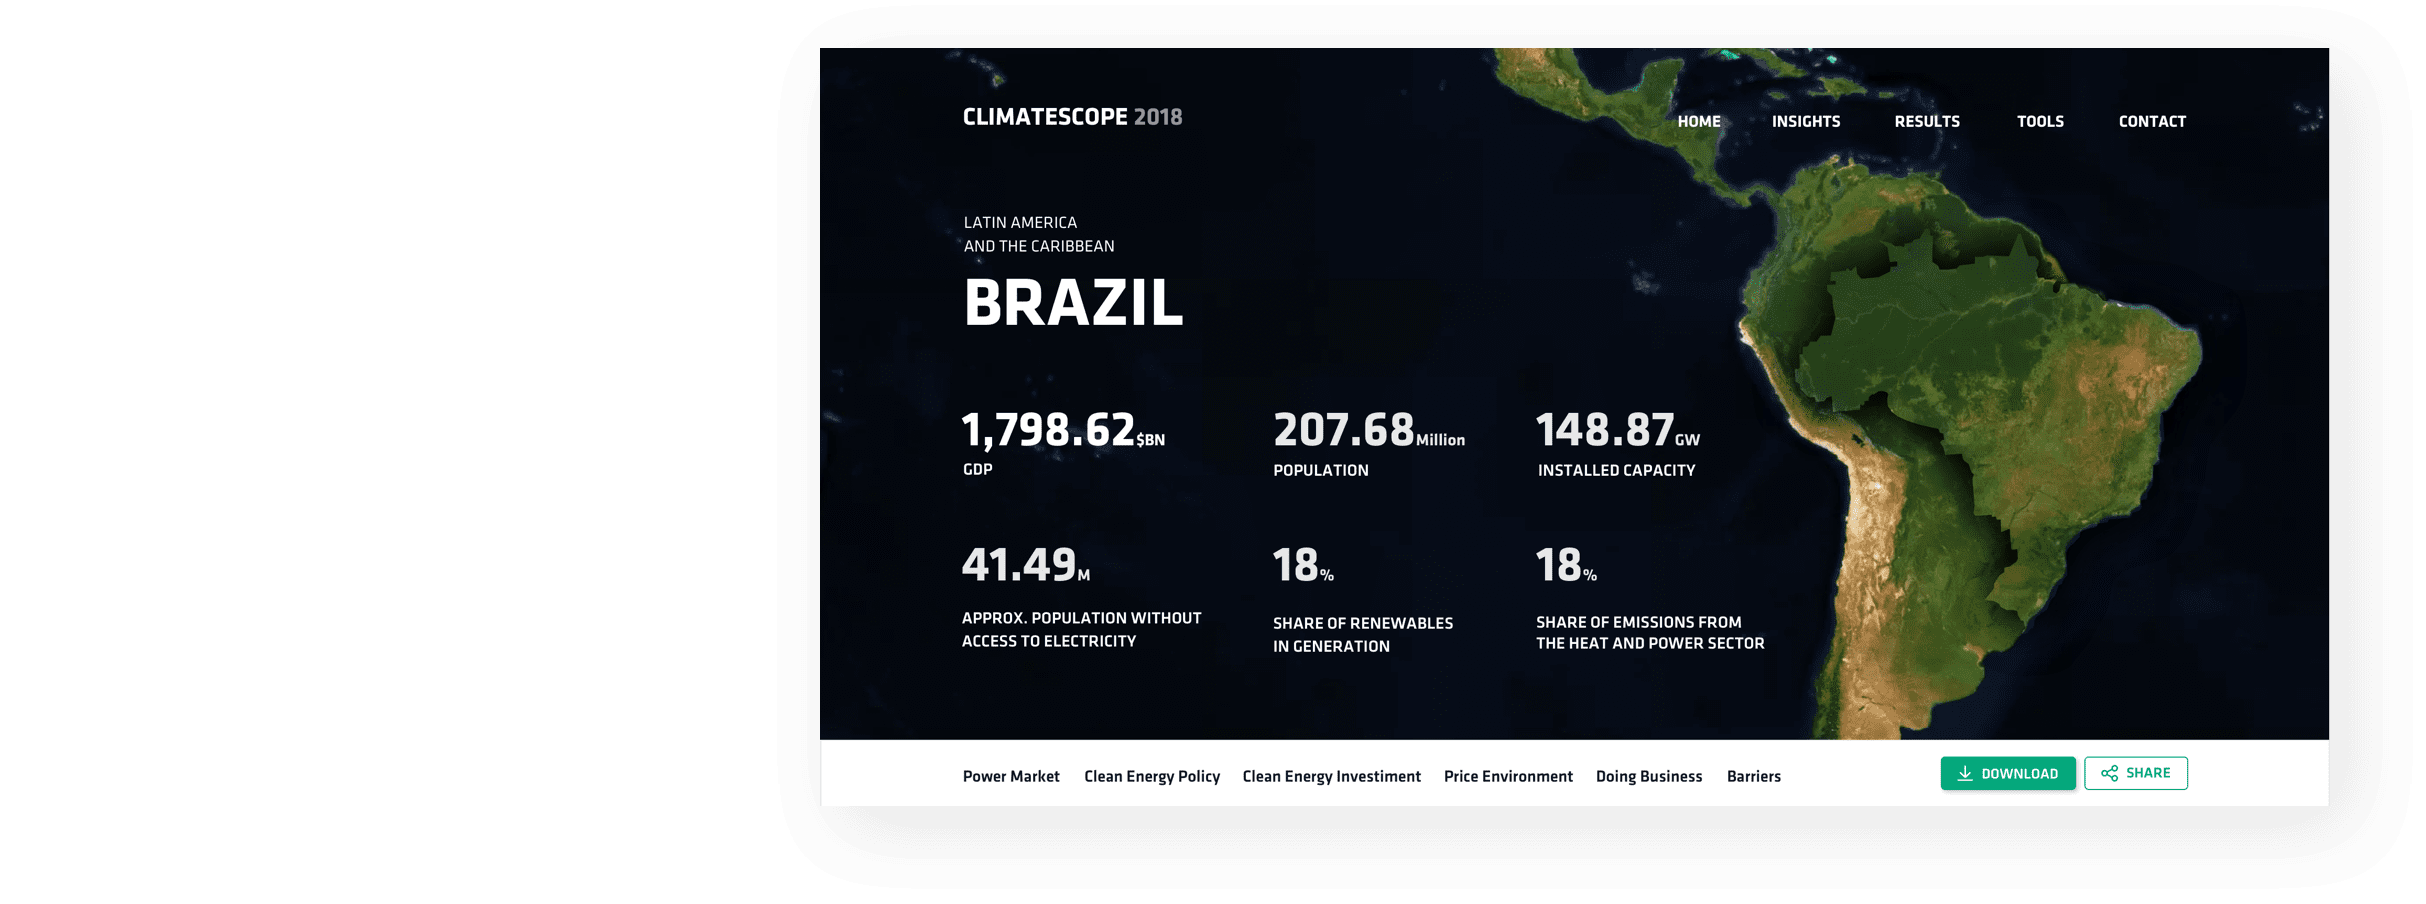 CLIMATESCOPE 2018
HOME INSIGHTS RESULTS TOOLS CONTACT
LATIN AMERICA
AND THE CARIBBEAN
BRAZIL
1,798.62$BN
GDP
207.68Million
POPULATION
148.87GW
INSTALLED CAPACITY
41.49M
APPROX. POPULATION WITHOUT
ACCESS TO ELECTRICITY
18%
SHARE OF RENEWABLES
IN GENERATION
18%
SHARE OF EMISSIONS FROM
THE HEAT AND POWER SECTOR
Power Market Clean Energy Policy Clean Energy Investiment Price Environment Doing Business Barriers
DOWNLOAD SHARE